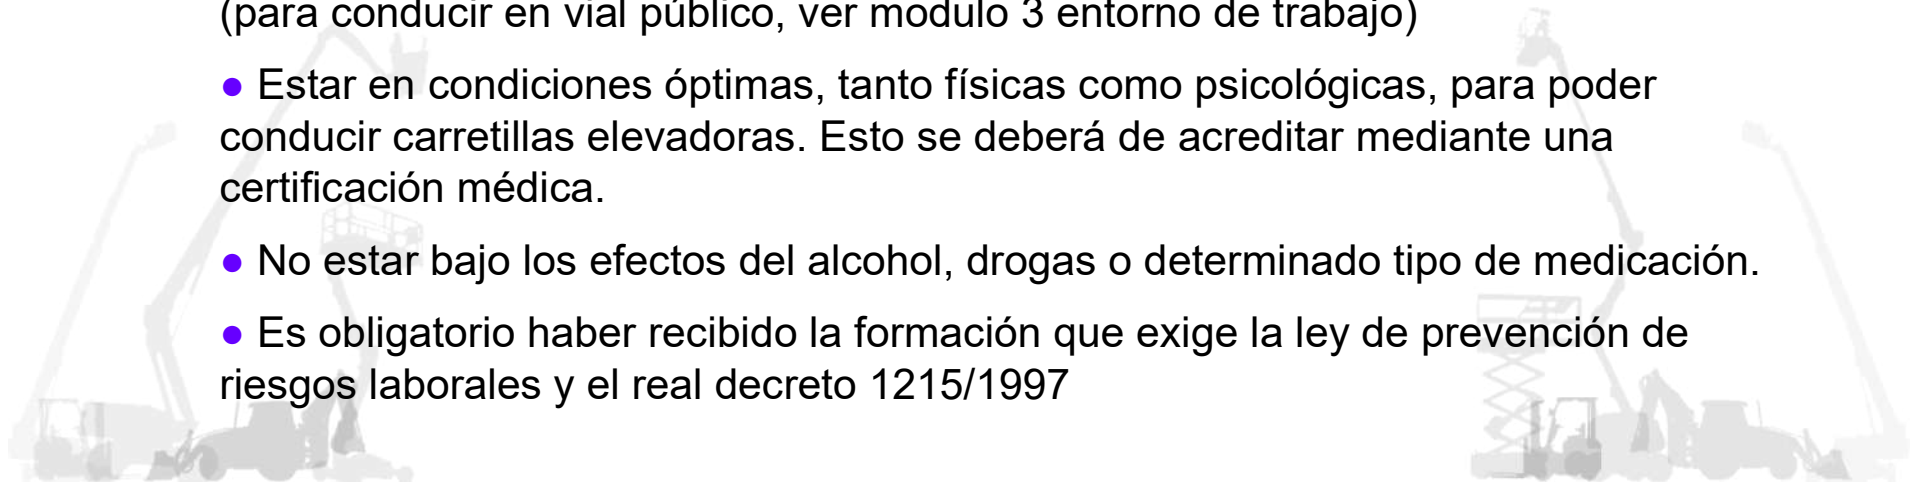 (para conducir en vial público, ver modulo 3 entorno de trabajo)
● Estar en condiciones óptimas, tanto físicas como psicológicas, para poder
conducir carretillas elevadoras. Esto se deberá de acreditar mediante una
certificación médica.
● No estar bajo los efectos del alcohol, drogas o determinado tipo de medicación.
● Es obligatorio haber recibido la formación que exige la ley de prevención de
riesgos laborales y el real decreto 1215/1997